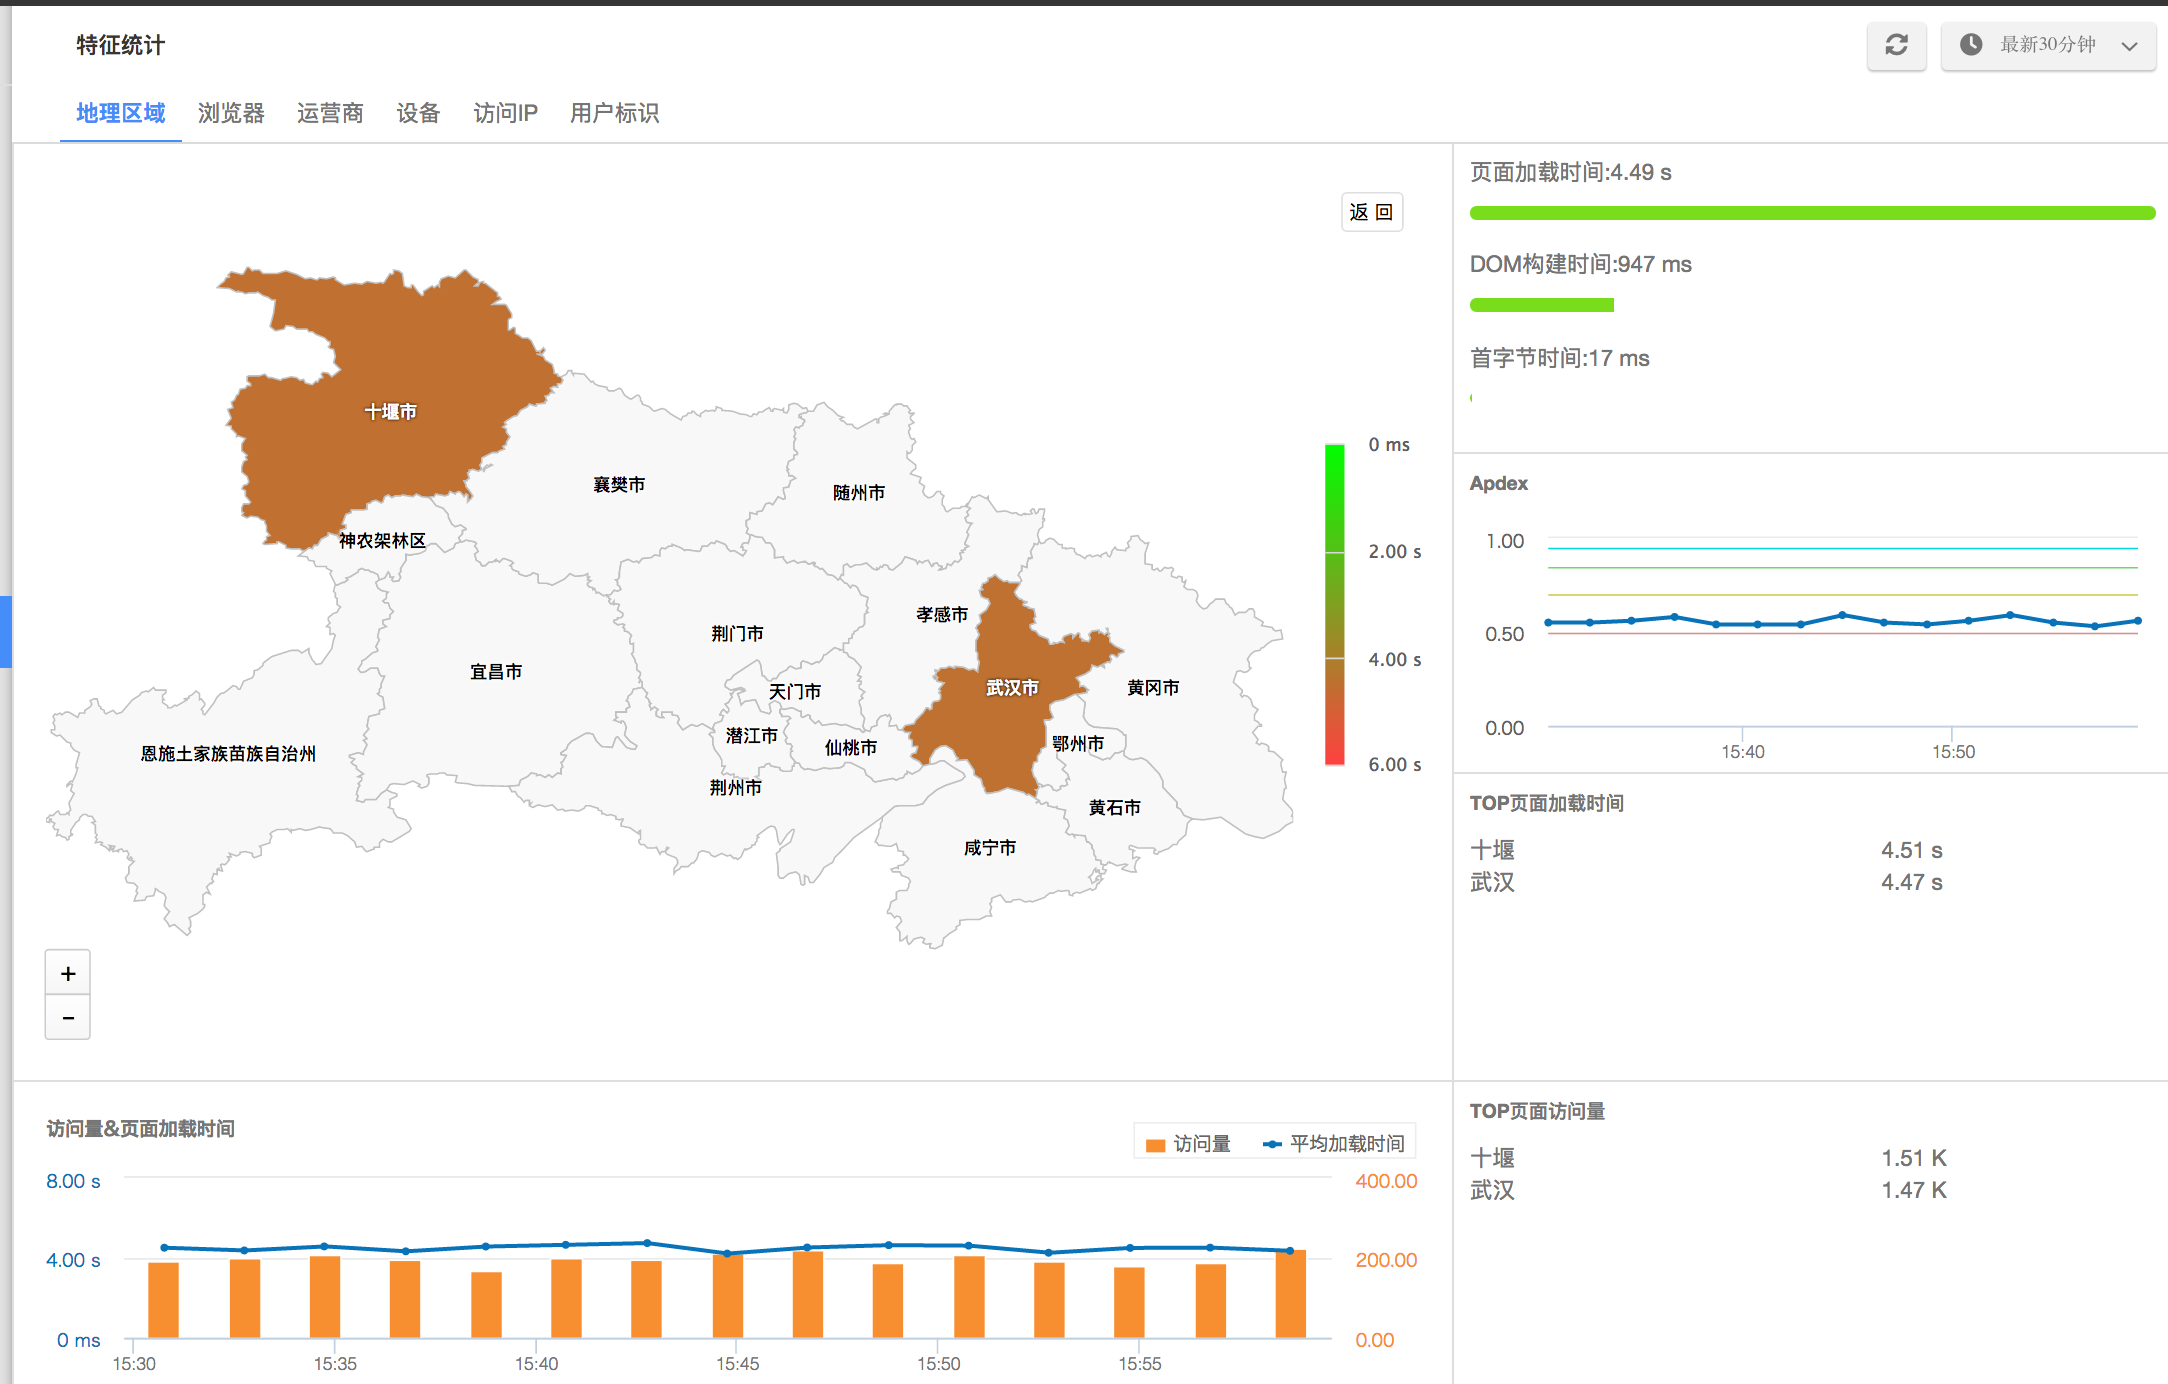 特征统计
最新30分钟
地理区域 浏览器 运营商 设备 访问IP 用户标识
返 回
十堰市
襄樊市
随州市
神农架林区
孝感市
荆门市
宜昌市
武汉市
黄冈市
天门市
潜江市
仙桃市
鄂州市
恩施土家族苗族自治州
荆州市
黄石市
咸宁市
0 ms
2.00 s
4.00 s
6.00 s
+
−
页面加载时间:4.49 s
DOM构建时间:947 ms
首字节时间:17 ms
Apdex
1.00
0.50
0.00
15:40 15:50
TOP页面加载时间
十堰 4.51 s
武汉 4.47 s
访问量&页面加载时间
访问量 平均加载时间
8.00 s 400.00
4.00 s 200.00
0 ms 0.00
15:30 15:35 15:40 15:45 15:50 15:55
TOP页面访问量
十堰 1.51 K
武汉 1.47 K